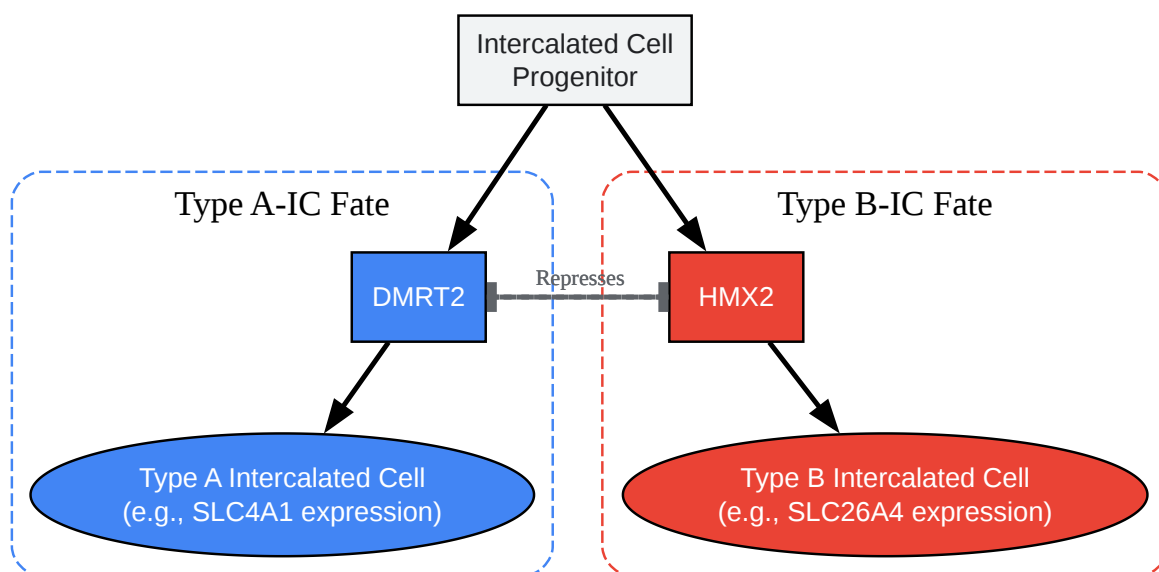 Intercalated Cell
Progenitor
Type A-IC Fate
Type B-IC Fate
DMRT2
Represses
HMX2
Type A Intercalated Cell
(e.g., SLC4A1 expression)
Type B Intercalated Cell
(e.g., SLC26A4 expression)